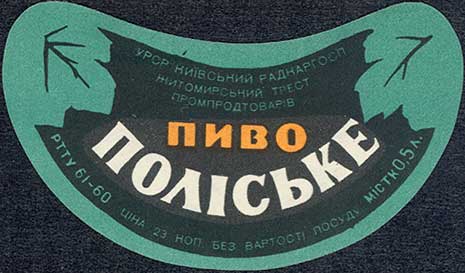 УРСР КИЇВСЬКИЙ РАДНАРГОСП
ЖИТОМИРСЬКИЙ ТРЕСТ
ПРОМПРОДТОВАРІВ
ПИВО
ПОЛІСЬКЕ
РТТУ 61-60
ЦІНА 23 КОП. БЕЗ ВАРТОСТІ ПОСУДУ
МІСТК 0,5 Л.